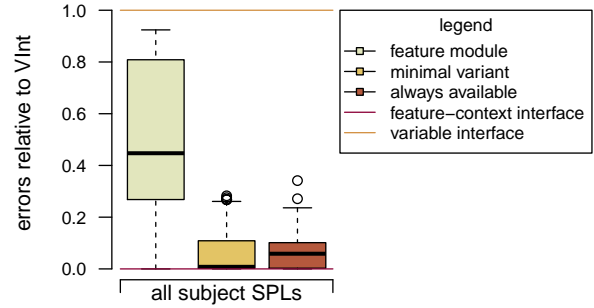 errors relative to VInt
1.0
0.8
0.6
0.4
0.2
0.0
all subject SPLs
legend
feature module
minimal variant
always available
feature−context interface
variable interface